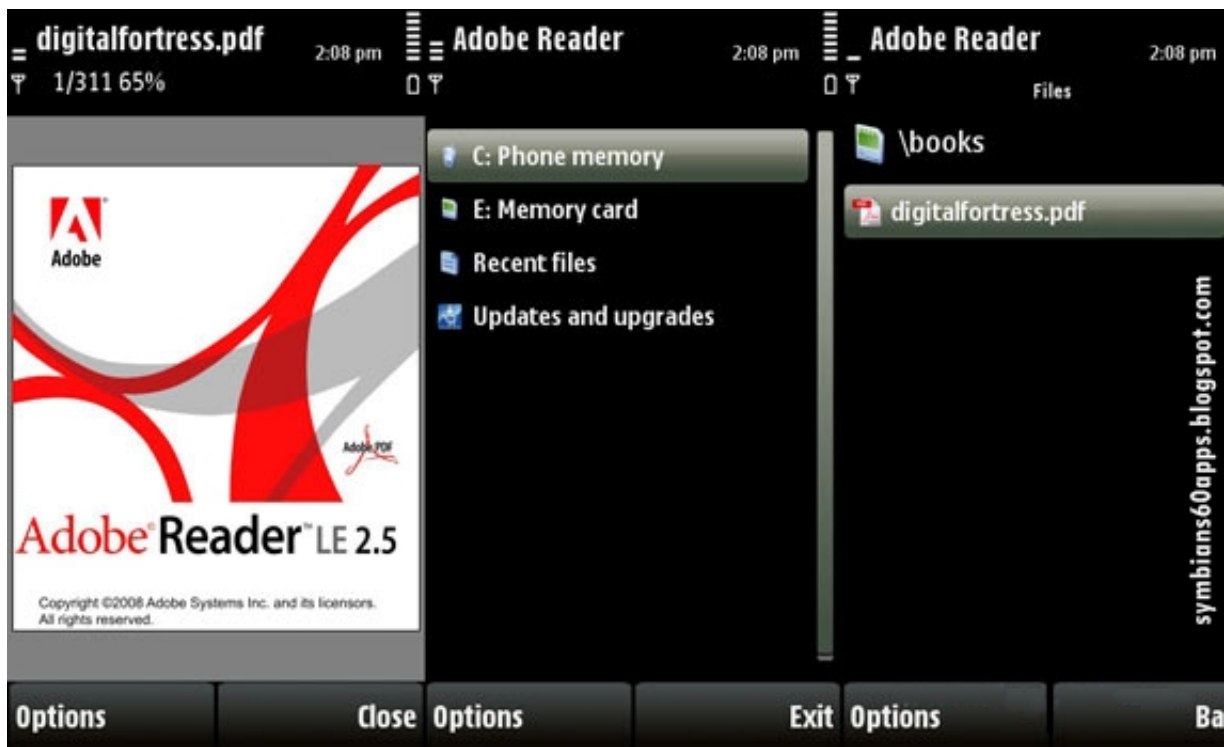 digitalfortress.pdf
2:08 pm
1/311 65%
Adobe
Adobe PDF
Adobe® Reader™ LE 2.5
Copyright ©2008 Adobe Systems Inc. and its licensors.
All rights reserved.
Options
Close
Adobe Reader
2:08 pm
C: Phone memory
E: Memory card
Recent files
Updates and upgrades
Options
Exit
Adobe Reader
2:08 pm
Files
\books
digitalfortress.pdf
symbians60apps.blogspot.com
Options
Ba